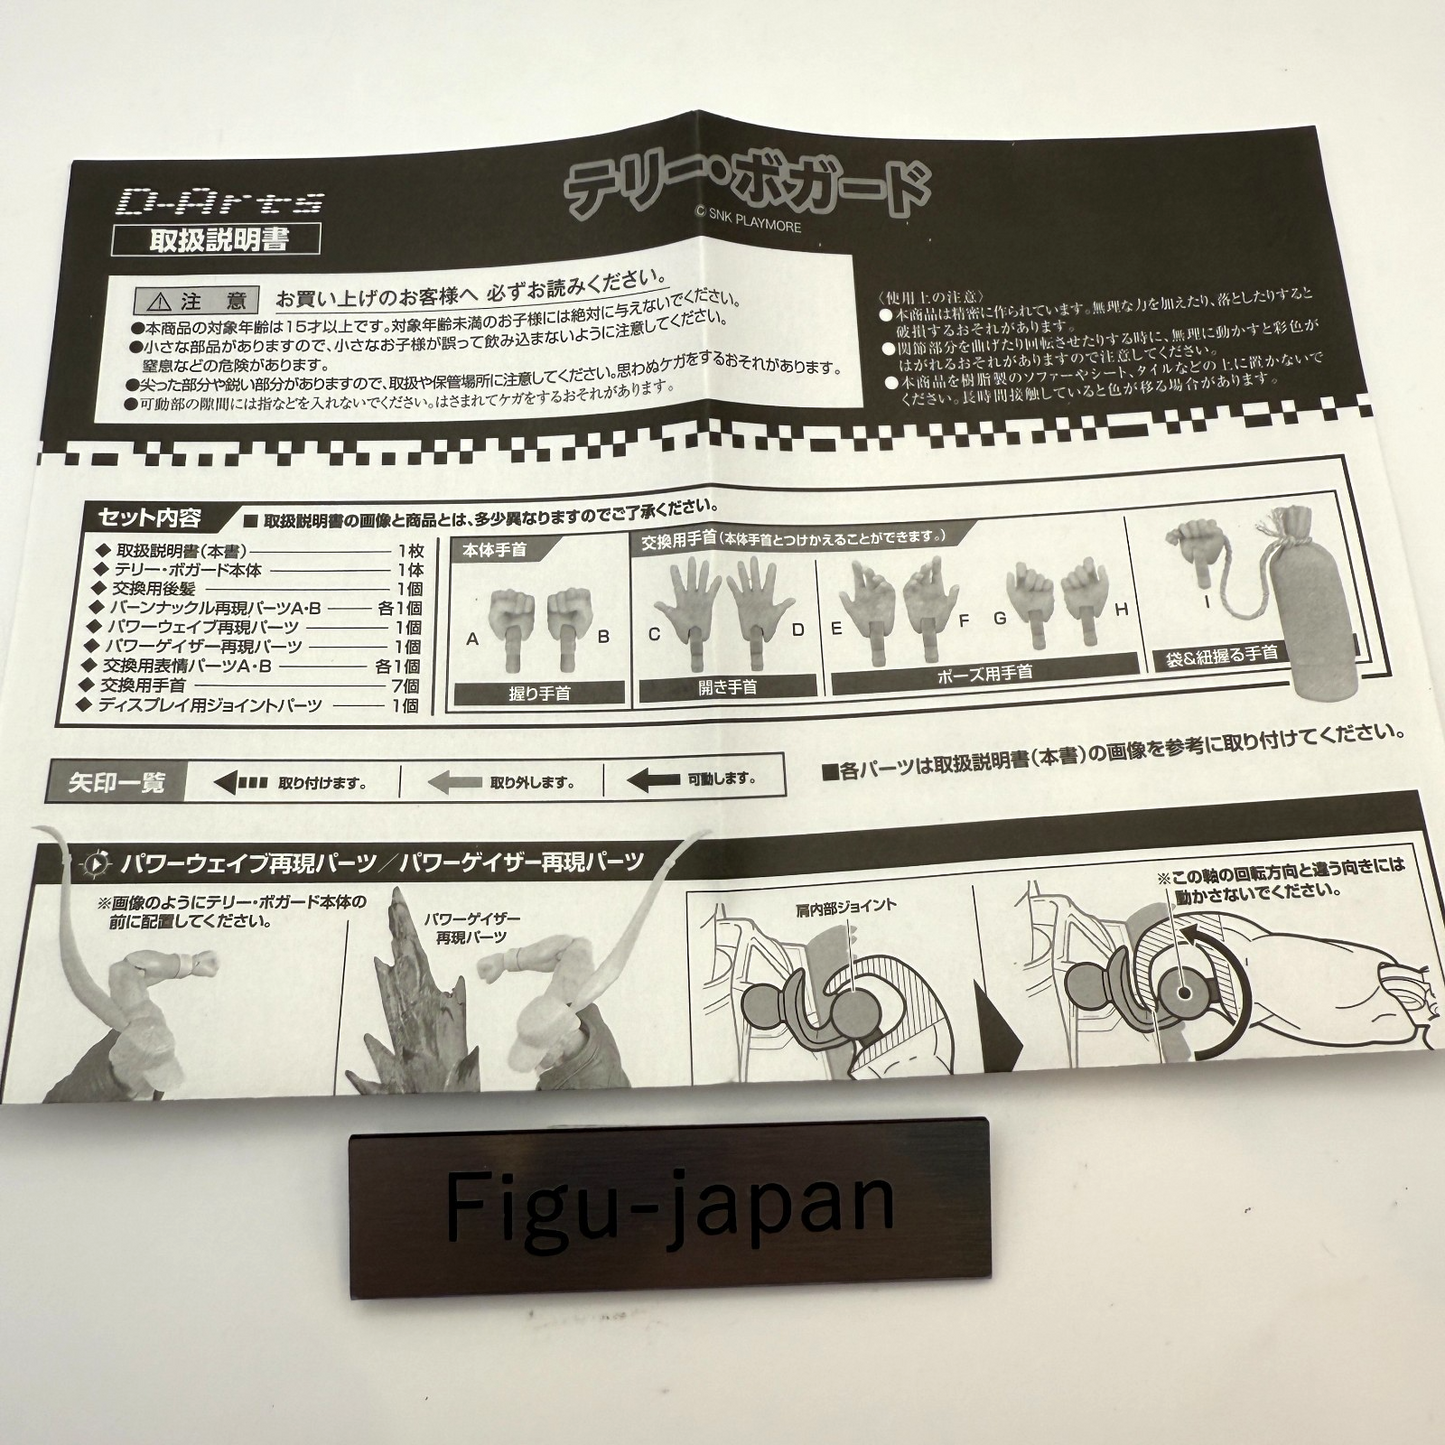 D-Arts
取扱説明書
テリー・ボガード
© SNK PLAYMORE
⚠ 注 意 お買い上げのお客様へ 必ずお読みください。
●本商品の対象年齢は15才以上です。対象年齢未満のお子様には絶対に与えないでください。
●小さな部品がありますので、小さなお子様が誤って飲み込まないように注意してください。
窒息などの危険があります。
●尖った部分や鋭い部分がありますので、取扱や保管場所に注意してください。思わぬケガをするおそれがあります。
●可動部の隙間には指などを入れないでください。はさまれてケガをするおそれがあります。
〈使用上の注意〉
●本商品は精密に作られています。無理な力を加えたり、落としたりすると
破損するおそれがあります。
●関節部分を曲げたり回転させたりする時に、無理に動かすと彩色が
はがれるおそれがありますので注意してください。
●本商品を樹脂製のソファーやシート、タイルなどの上に置かないで
ください。長時間接触していると色が移る場合があります。
セット内容 ■ 取扱説明書の画像と商品とは、多少異なりますのでご了承ください。
◆ 取扱説明書(本書) 1枚
◆ テリー・ボガード本体 1体
◆ 交換用後髪 1個
◆ バーンナックル再現パーツA・B 各1個
◆ パワーウェイブ再現パーツ 1個
◆ パワーゲイザー再現パーツ 1個
◆ 交換用表情パーツA・B 各1個
◆ 交換用手首 7個
◆ ディスプレイ用ジョイントパーツ 1個
本体手首
A B
握り手首
交換用手首(本体手首とつけかえることができます。)
C D
開き手首
E F G H
ポーズ用手首
I
袋&紐握る手首
矢印一覧 取り付けます。 取り外します。 可動します。
■各パーツは取扱説明書(本書)の画像を参考に取り付けてください。
パワーウェイブ再現パーツ／パワーゲイザー再現パーツ
※画像のようにテリー・ボガード本体の
前に配置してください。
パワーゲイザー
再現パーツ
肩内部ジョイント
※この軸の回転方向と違う向きには
動かさないでください。
Figu-japan